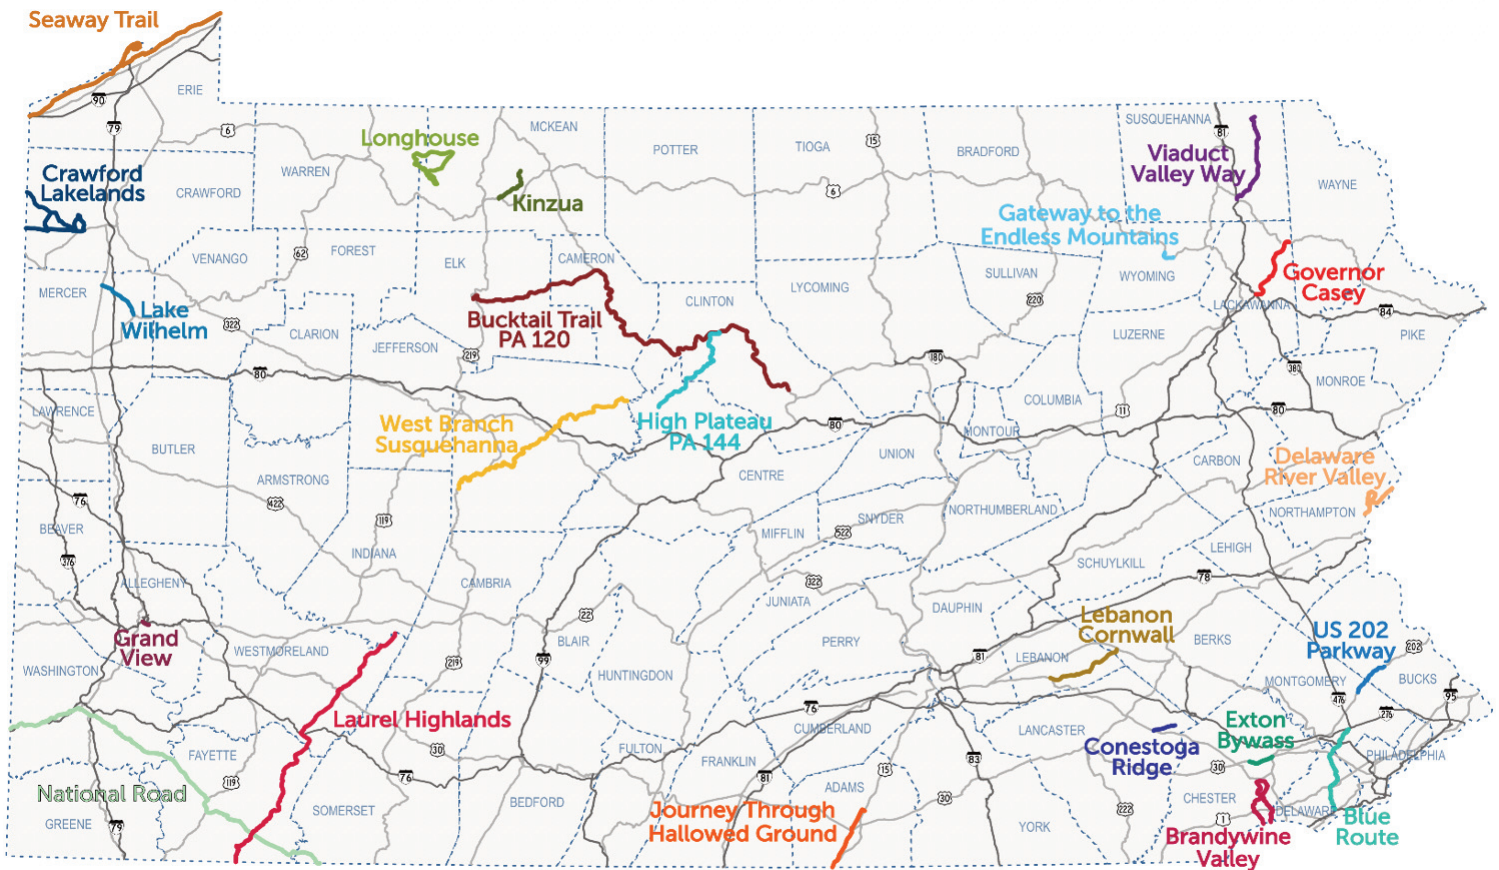 Seaway Trail
ERIE
90
79
6
Longhouse
MCKEAN
POTTER
TIOGA
15
BRADFORD
SUSQUEHANNA
81
Viaduct
Valley Way
WAYNE
Crawford
Lakelands
CRAWFORD
WARREN
Kinzua
6
Gateway to the
Endless Mountains
VENANGO
62
FOREST
ELK
CAMERON
SULLIVAN
WYOMING
Governor
Casey
MERCER
Lake
Wilhelm
322
CLARION
JEFFERSON
219
Bucktail Trail
PA 120
CLINTON
LYCOMING
220
LACKAWANNA
84
LUZERNE
PIKE
180
380
MONROE
80
LAWRENCE
West Branch
Susquehanna
High Plateau
PA 144
80
COLUMBIA
11
80
MONTOUR
BUTLER
ARMSTRONG
CENTRE
UNION
CARBON
Delaware
River Valley
76
422
119
NORTHUMBERLAND
NORTHAMPTON
BEAVER
376
INDIANA
MIFFLIN
522
SNYDER
LEHIGH
ALLEGHENY
CAMBRIA
322
SCHUYLKILL
78
JUNIATA
DAUPHIN
22
Grand
View
WESTMORELAND
BLAIR
PERRY
Lebanon
Cornwall
BERKS
US 202
Parkway
202
WASHINGTON
219
99
HUNTINGDON
81
LEBANON
MONTGOMERY
BUCKS
476
95
276
Laurel Highlands
76
CUMBERLAND
LANCASTER
Conestoga
Ridge
Exton
Bywass
PHILADELPHIA
FAYETTE
30
FULTON
FRANKLIN
83
30
119
76
81
15
National Road
SOMERSET
BEDFORD
ADAMS
30
CHESTER
Journey Through
Hallowed Ground
222
1
DELAWARE
Blue
Route
GREENE
79
YORK
Brandywine
Valley